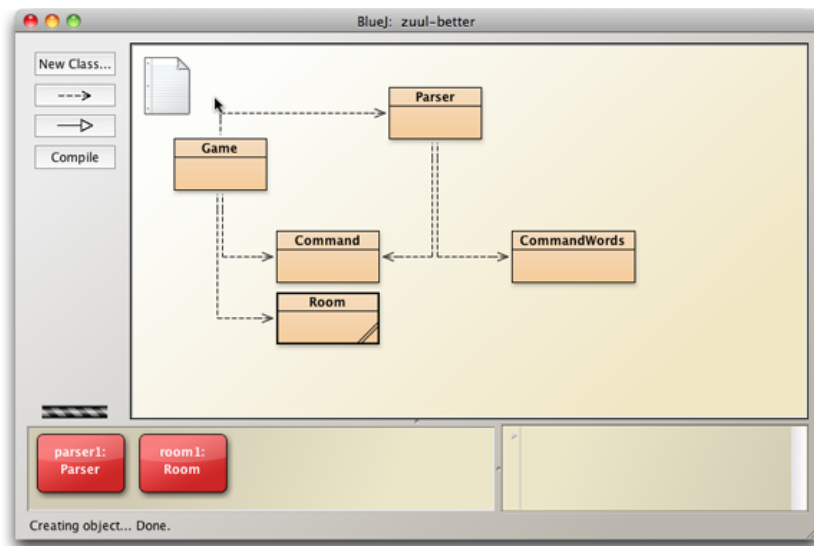 BlueJ: zuul-better
New Class...
Compile
Parser
Game
Command
CommandWords
Room
parser1:
Parser
room1:
Room
Creating object... Done.